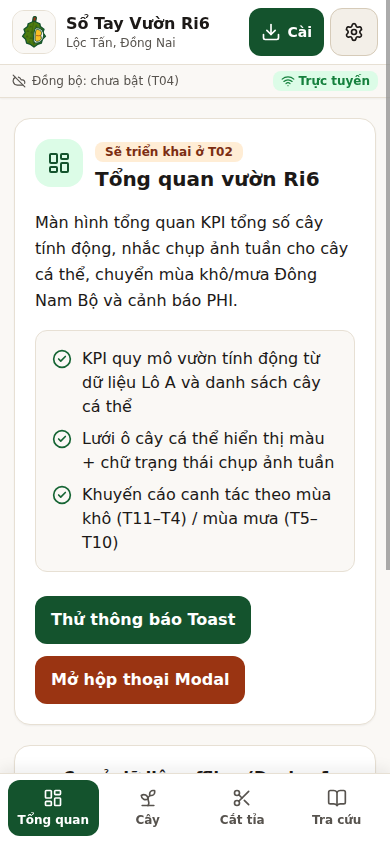 Sổ Tay Vườn Ri6
Lộc Tấn, Đồng Nai
Cài
Đồng bộ: chưa bật (T04)
Trực tuyến
Sẽ triển khai ở T02
Tổng quan vườn Ri6
Màn hình tổng quan KPI tổng số cây
tính động, nhắc chụp ảnh tuần cho cây
cá thể, chuyển mùa khô/mưa Đông
Nam Bộ và cảnh báo PHI.
KPI quy mô vườn tính động từ
dữ liệu Lô A và danh sách cây
cá thể
Lưới ô cây cá thể hiển thị màu
+ chữ trạng thái chụp ảnh tuần
Khuyến cáo canh tác theo mùa
khô (T11–T4) / mùa mưa (T5–
T10)
Thử thông báo Toast
Mở hộp thoại Modal
Tổng quan
Cây
Cắt tỉa
Tra cứu